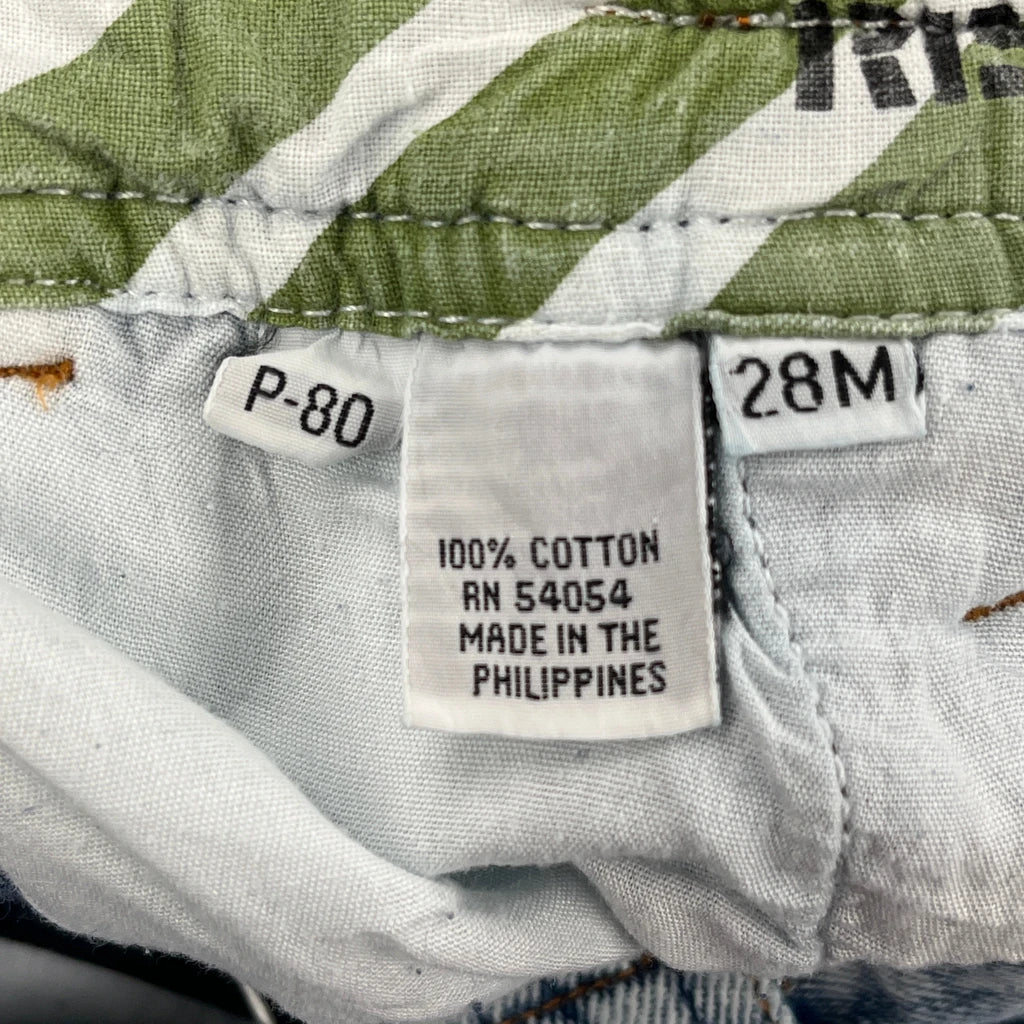 P-80
28M
100% COTTON
RN 54054
MADE IN THE
PHILIPPINES